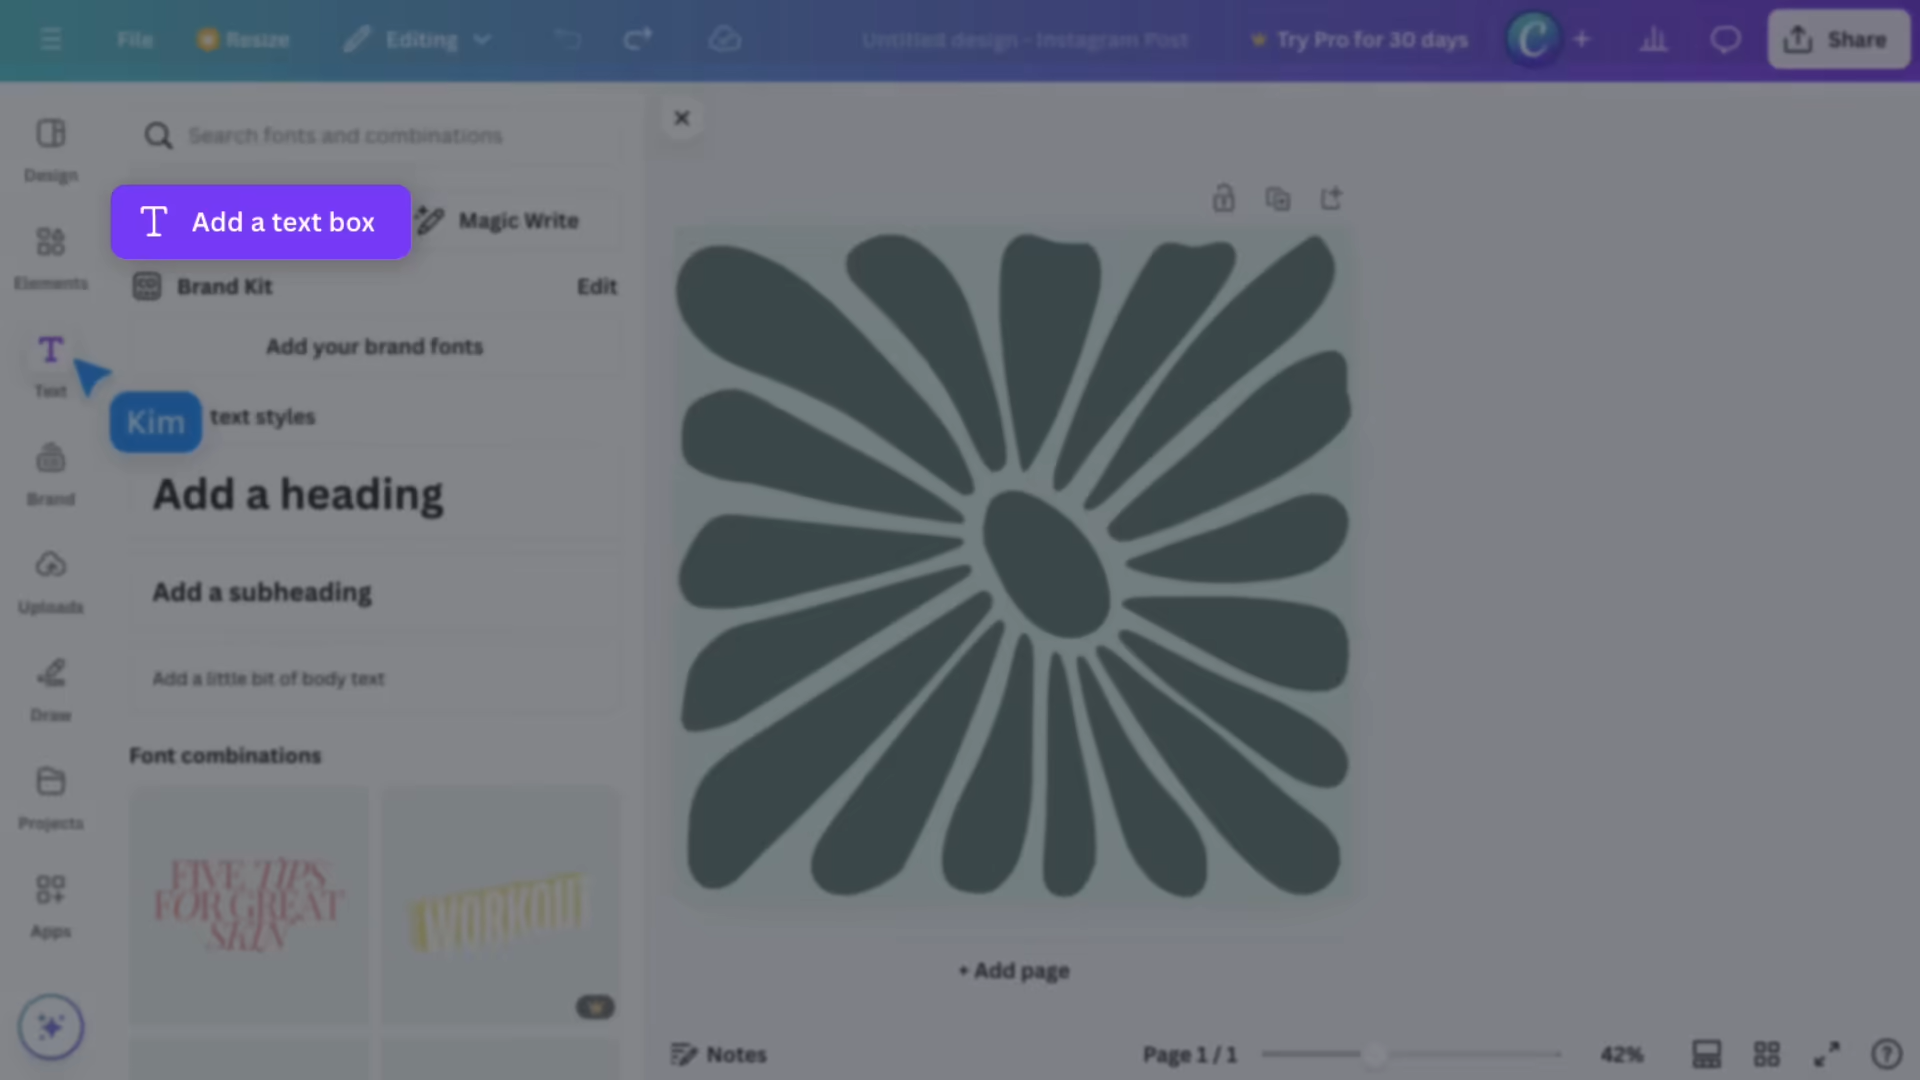 File
Resize
Editing
Untitled design - Instagram Post
Try Pro for 30 days
C
Share
Design
Search fonts and combinations
Add a text box
Magic Write
Elements
Brand Kit
Edit
Add your brand fonts
Text
Kim
text styles
Add a heading
Brand
Add a subheading
Uploads
Add a little bit of body text
Draw
Font combinations
Projects
FIVE TIPS
FOR GREAT
SKIN
WORKOUT
Apps
+ Add page
Notes
Page 1 / 1
42%